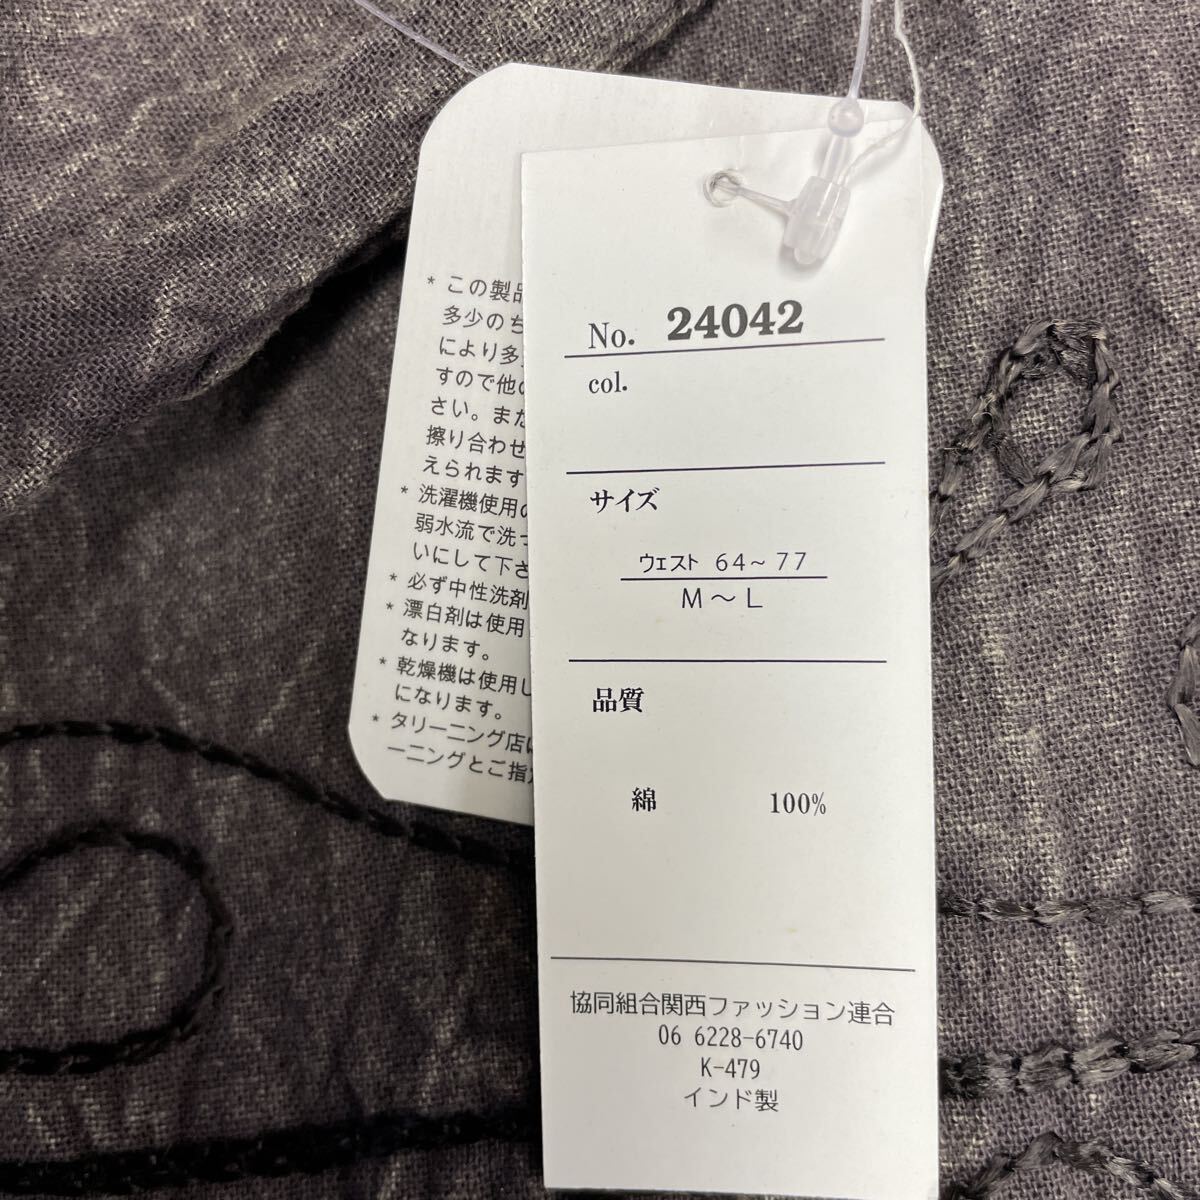 * この製品
多少のち
により多
すので他の
さい。また
擦り合わせ
えられます
* 洗濯機使用の
弱水流で洗っ
いにして下さ
* 必ず中性洗剤
* 漂白剤は使用
なります。
* 乾燥機は使用し
になります。
* タリーニング店に
ーニングとご指
No. 24042
col.
サイズ
ウェスト 64～77
M～L
品質
綿 100%
協同組合関西ファッション連合
06 6228-6740
K-479
インド製